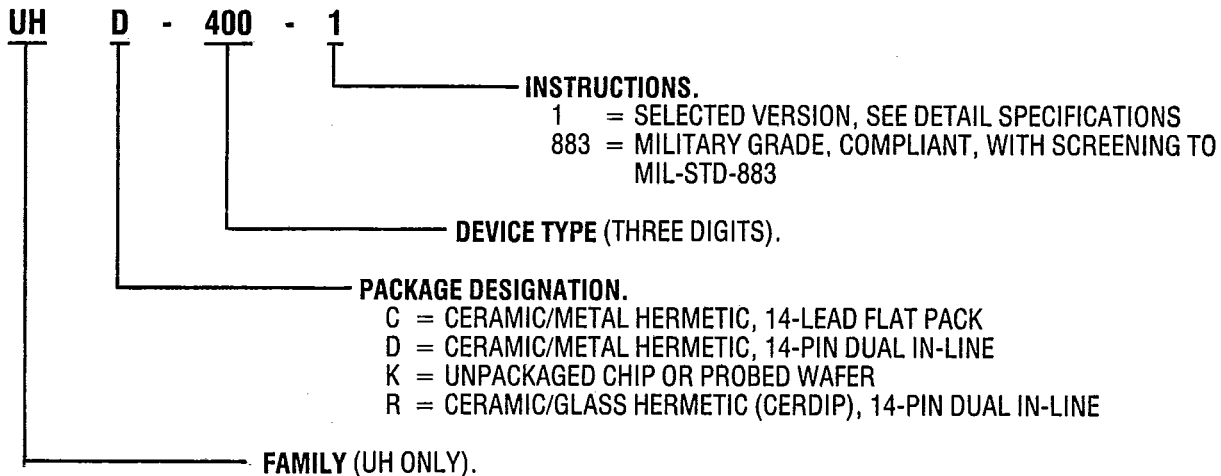 UH D - 400 - 1
INSTRUCTIONS.
1 = SELECTED VERSION, SEE DETAIL SPECIFICATIONS
883 = MILITARY GRADE, COMPLIANT, WITH SCREENING TO
MIL-STD-883
DEVICE TYPE (THREE DIGITS).
PACKAGE DESIGNATION.
C = CERAMIC/METAL HERMETIC, 14-LEAD FLAT PACK
D = CERAMIC/METAL HERMETIC, 14-PIN DUAL IN-LINE
K = UNPACKAGED CHIP OR PROBED WAFER
R = CERAMIC/GLASS HERMETIC (CERDIP), 14-PIN DUAL IN-LINE
FAMILY (UH ONLY).